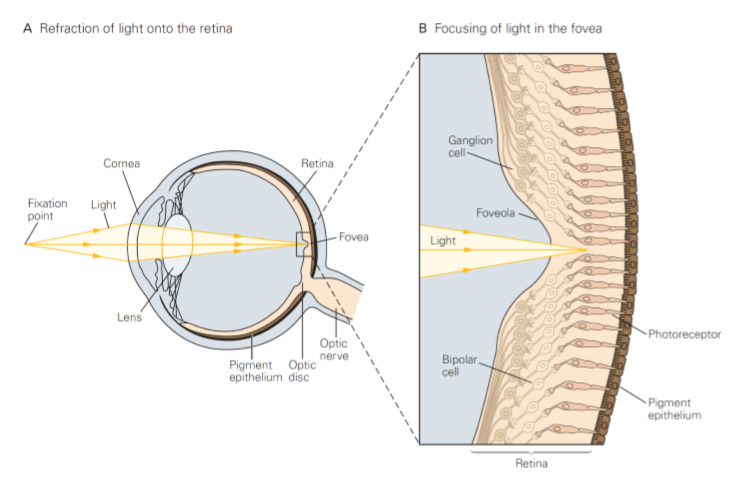 A Refraction of light onto the retina
B Focusing of light in the fovea
Cornea
Retina
Fixation
point
Light
Fovea
Lens
Optic
nerve
Pigment
epithelium
Optic
disc
Ganglion
cell
Foveola
Light
Photoreceptor
Bipolar
cell
Pigment
epithelium
Retina